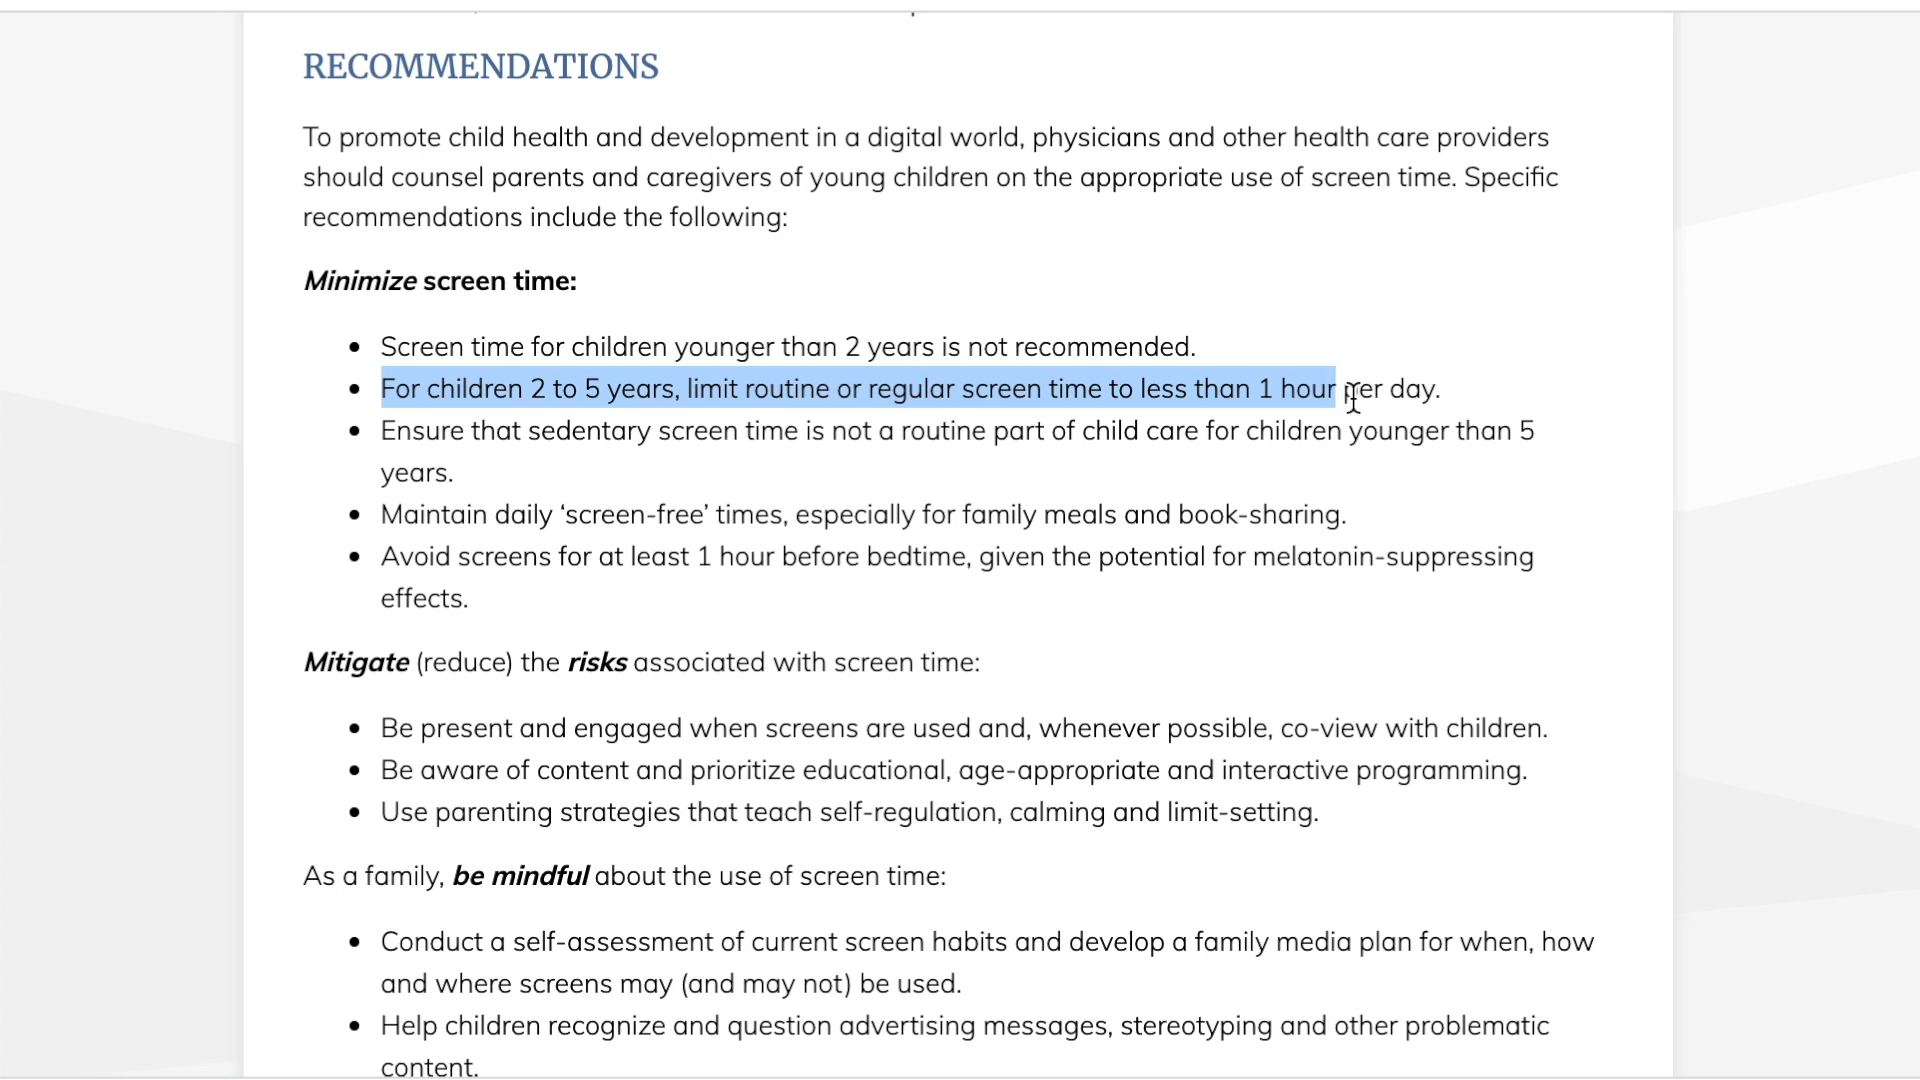 RECOMMENDATIONS
To promote child health and development in a digital world, physicians and other health care providers
should counsel parents and caregivers of young children on the appropriate use of screen time. Specific
recommendations include the following:
Minimize screen time:
• Screen time for children younger than 2 years is not recommended.
• For children 2 to 5 years, limit routine or regular screen time to less than 1 hour per day.
• Ensure that sedentary screen time is not a routine part of child care for children younger than 5
years.
• Maintain daily ‘screen-free’ times, especially for family meals and book-sharing.
• Avoid screens for at least 1 hour before bedtime, given the potential for melatonin-suppressing
effects.
Mitigate (reduce) the risks associated with screen time:
• Be present and engaged when screens are used and, whenever possible, co-view with children.
• Be aware of content and prioritize educational, age-appropriate and interactive programming.
• Use parenting strategies that teach self-regulation, calming and limit-setting.
As a family, be mindful about the use of screen time:
• Conduct a self-assessment of current screen habits and develop a family media plan for when, how
and where screens may (and may not) be used.
• Help children recognize and question advertising messages, stereotyping and other problematic
content.